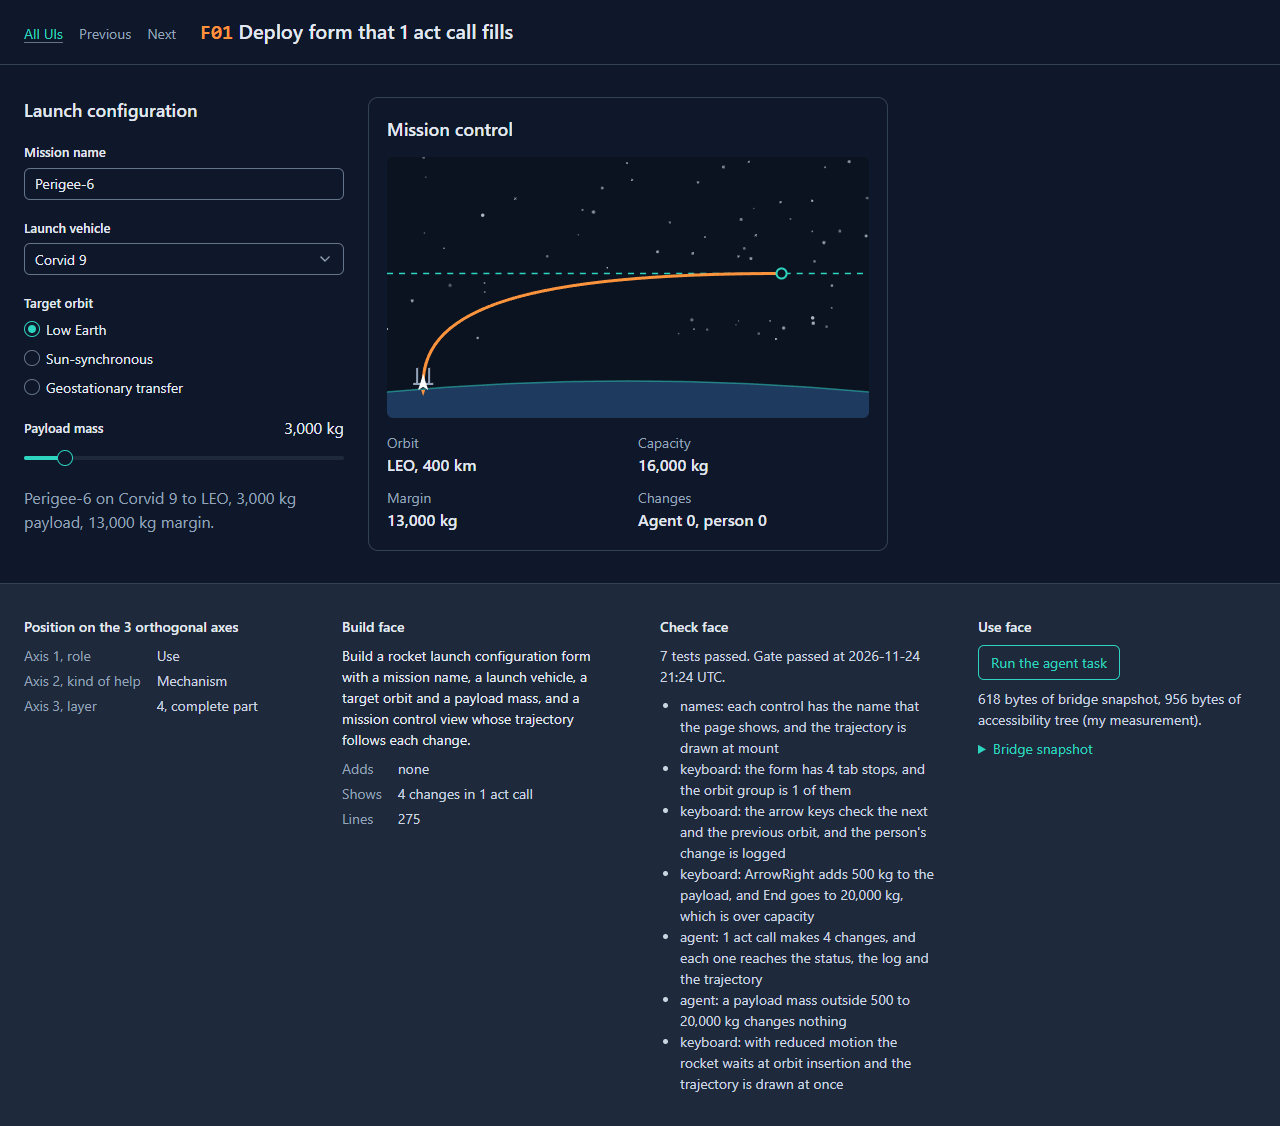 All UIs Previous Next F01 Deploy form that 1 act call fills
Launch configuration
Mission name
Perigee-6
Launch vehicle
Corvid 9
Target orbit
Low Earth
Sun-synchronous
Geostationary transfer
Payload mass 3,000 kg
Perigee-6 on Corvid 9 to LEO, 3,000 kg
payload, 13,000 kg margin.
Mission control
Orbit Capacity
LEO, 400 km 16,000 kg
Margin Changes
13,000 kg Agent 0, person 0
Position on the 3 orthogonal axes
Axis 1, role Use
Axis 2, kind of help Mechanism
Axis 3, layer 4, complete part
Build face
Build a rocket launch configuration form
with a mission name, a launch vehicle, a
target orbit and a payload mass, and a
mission control view whose trajectory
follows each change.
Adds none
Shows 4 changes in 1 act call
Lines 275
Check face
7 tests passed. Gate passed at 2026-11-24
21:24 UTC.
names: each control has the name that
the page shows, and the trajectory is
drawn at mount
keyboard: the form has 4 tab stops, and
the orbit group is 1 of them
keyboard: the arrow keys check the next
and the previous orbit, and the person's
change is logged
keyboard: ArrowRight adds 500 kg to the
payload, and End goes to 20,000 kg,
which is over capacity
agent: 1 act call makes 4 changes, and
each one reaches the status, the log and
the trajectory
agent: a payload mass outside 500 to
20,000 kg changes nothing
keyboard: with reduced motion the
rocket waits at orbit insertion and the
trajectory is drawn at once
Use face
Run the agent task
618 bytes of bridge snapshot, 956 bytes of
accessibility tree (my measurement).
Bridge snapshot